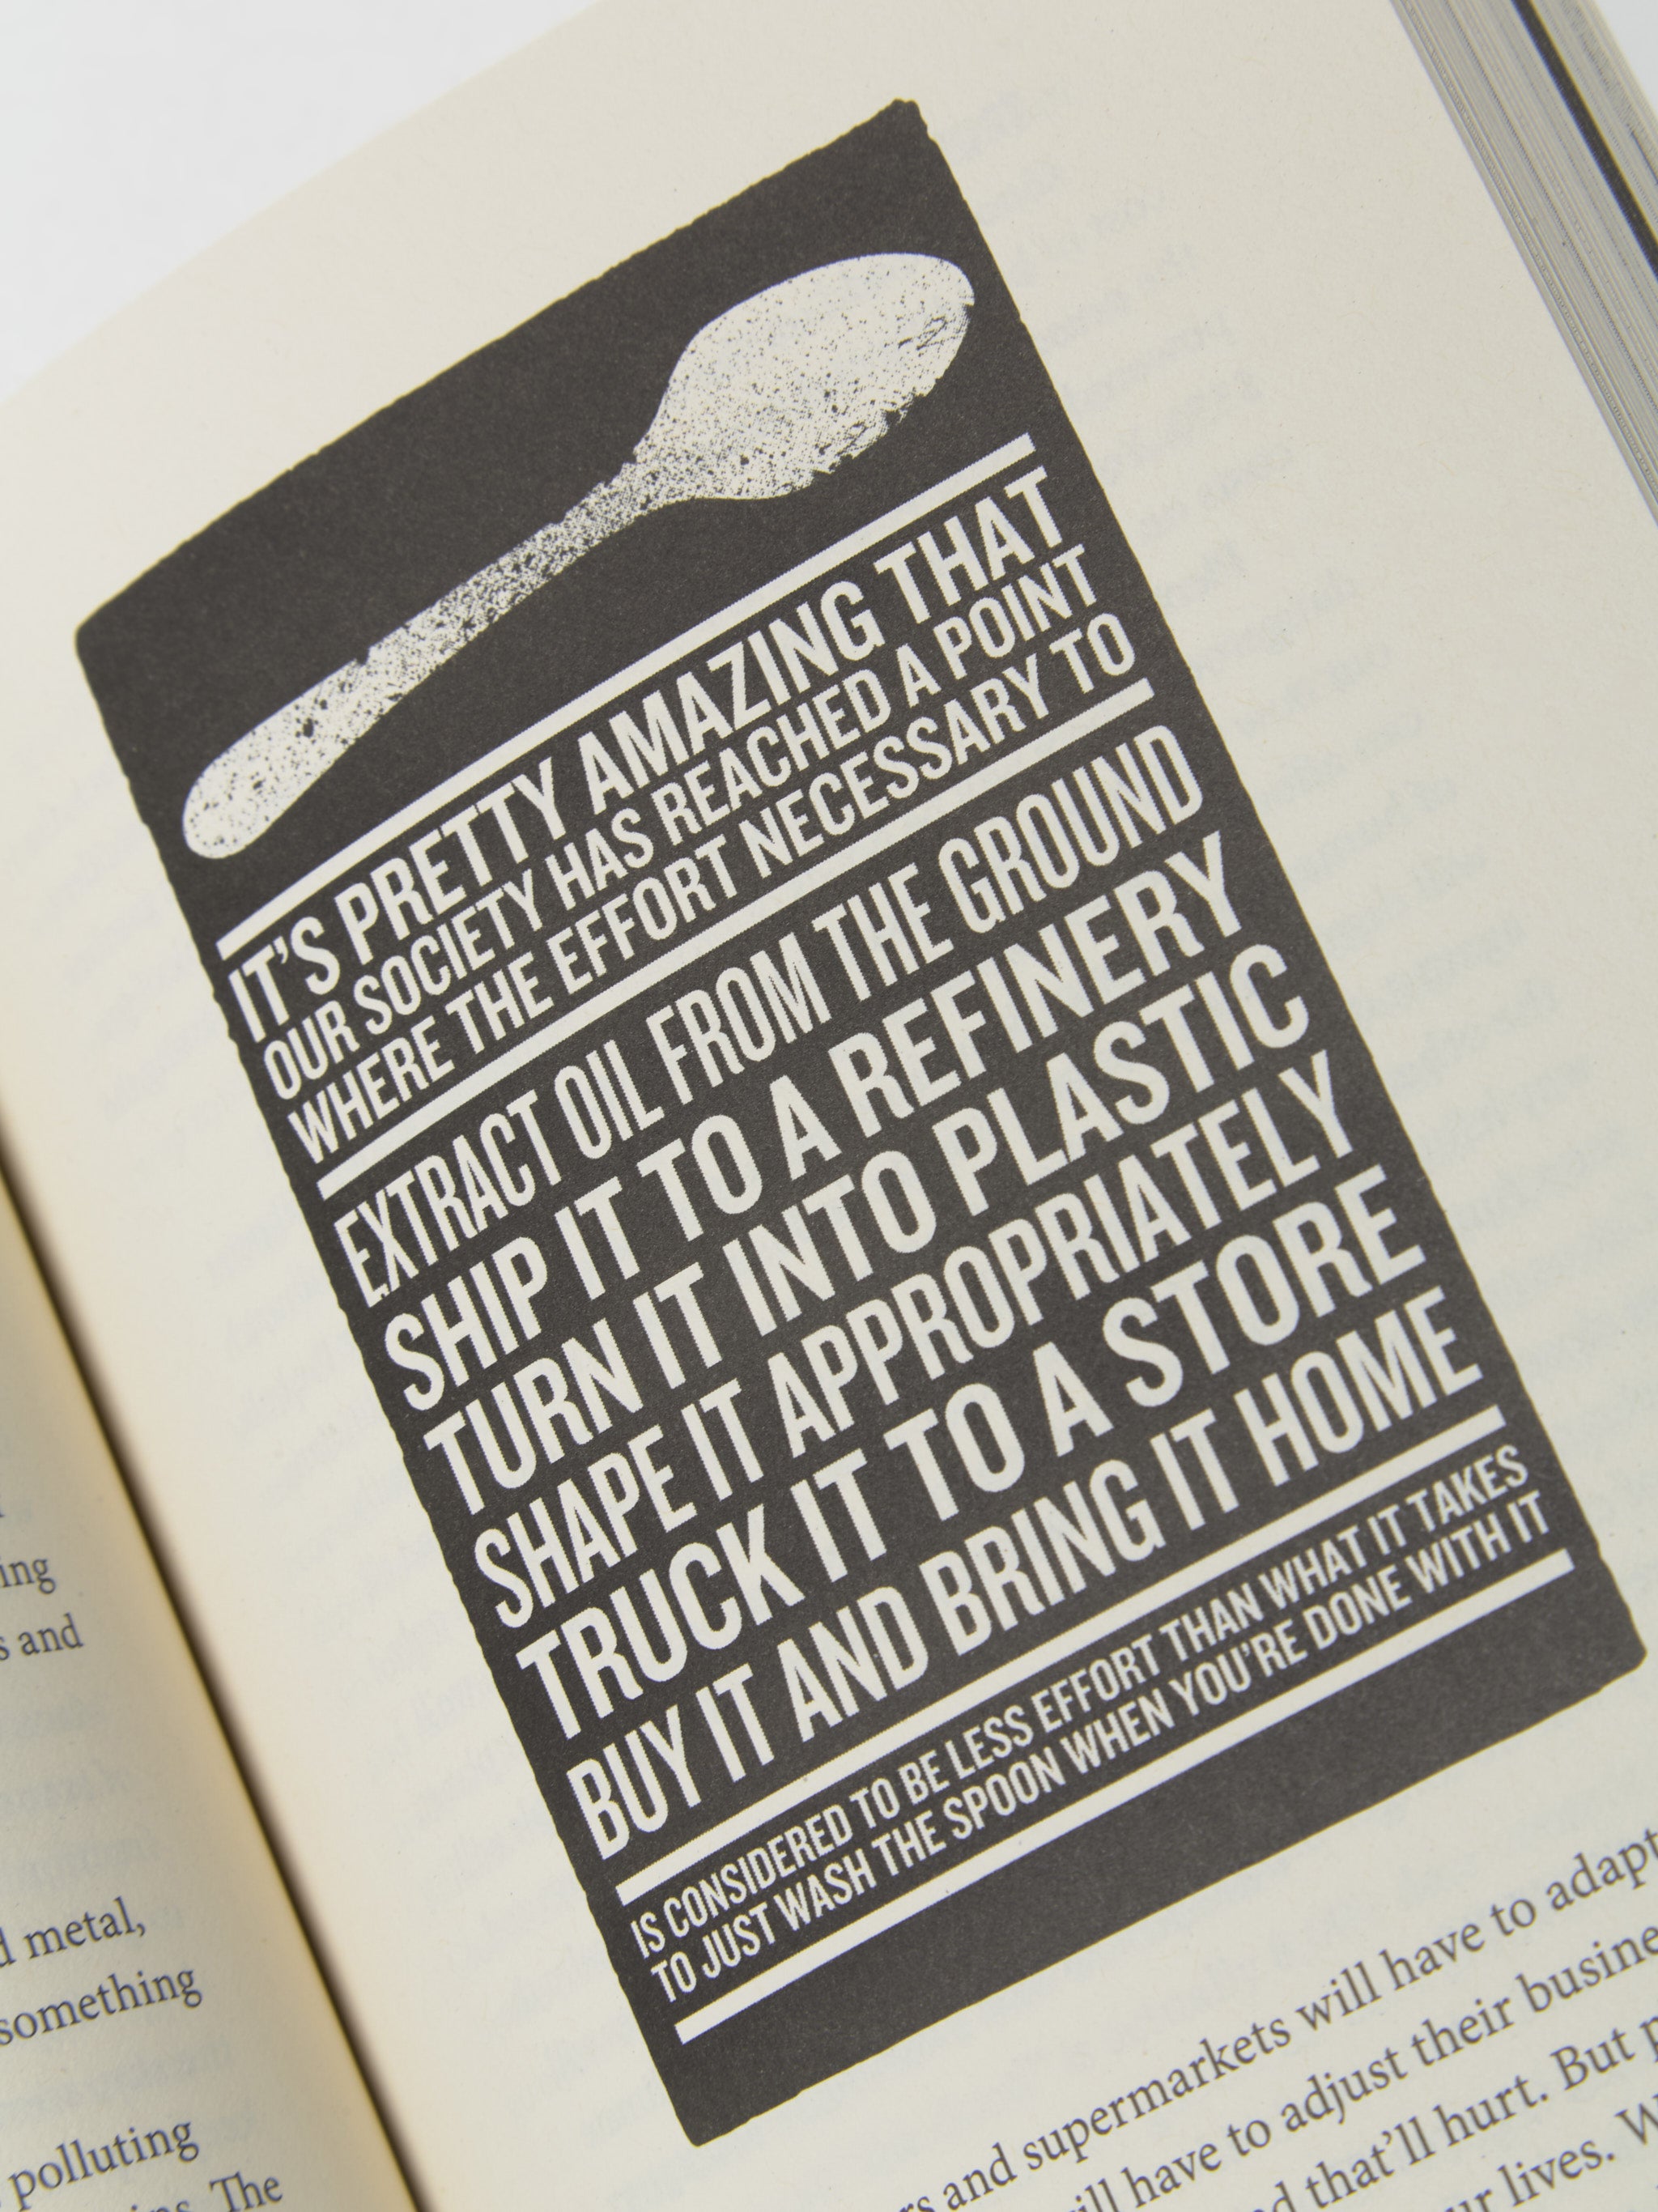 ing
s and
metal,
something
polluting
The
IT'S PRETTY AMAZING THAT
OUR SOCIETY HAS REACHED A POINT
WHERE THE EFFORT NECESSARY TO
EXTRACT OIL FROM THE GROUND
SHIP IT TO A REFINERY
TURN IT INTO PLASTIC
SHAPE IT APPROPRIATELY
TRUCK IT TO A STORE
BUY IT AND BRING IT HOME
IS CONSIDERED TO BE LESS EFFORT THAN WHAT IT TAKES
TO JUST WASH THE SPOON WHEN YOU'RE DONE WITH IT
and supermarkets will have to adapt
have to adjust their busine
that'll hurt. But
lives.